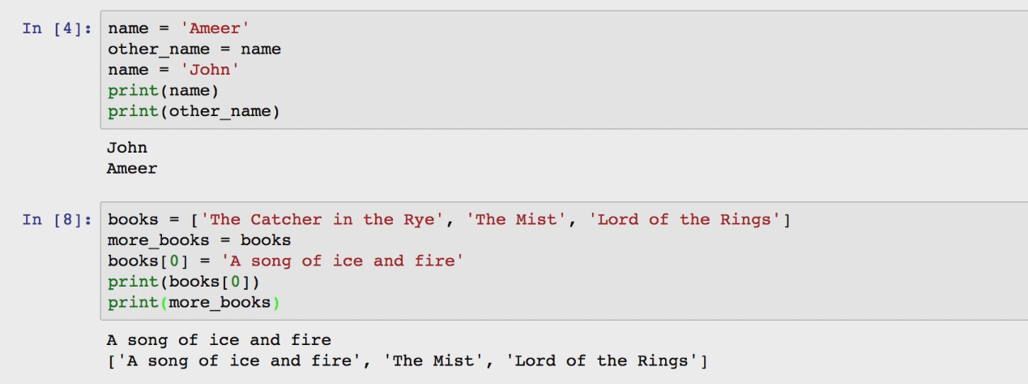 In [4]: name = 'Ameer'
other_name = name
name = 'John'
print(name)
print(other_name)
John
Ameer
In [8]: books = ['The Catcher in the Rye', 'The Mist', 'Lord of the Rings']
more_books = books
books[0] = 'A song of ice and fire'
print(books[0])
print(more_books)
A song of ice and fire
['A song of ice and fire', 'The Mist', 'Lord of the Rings']